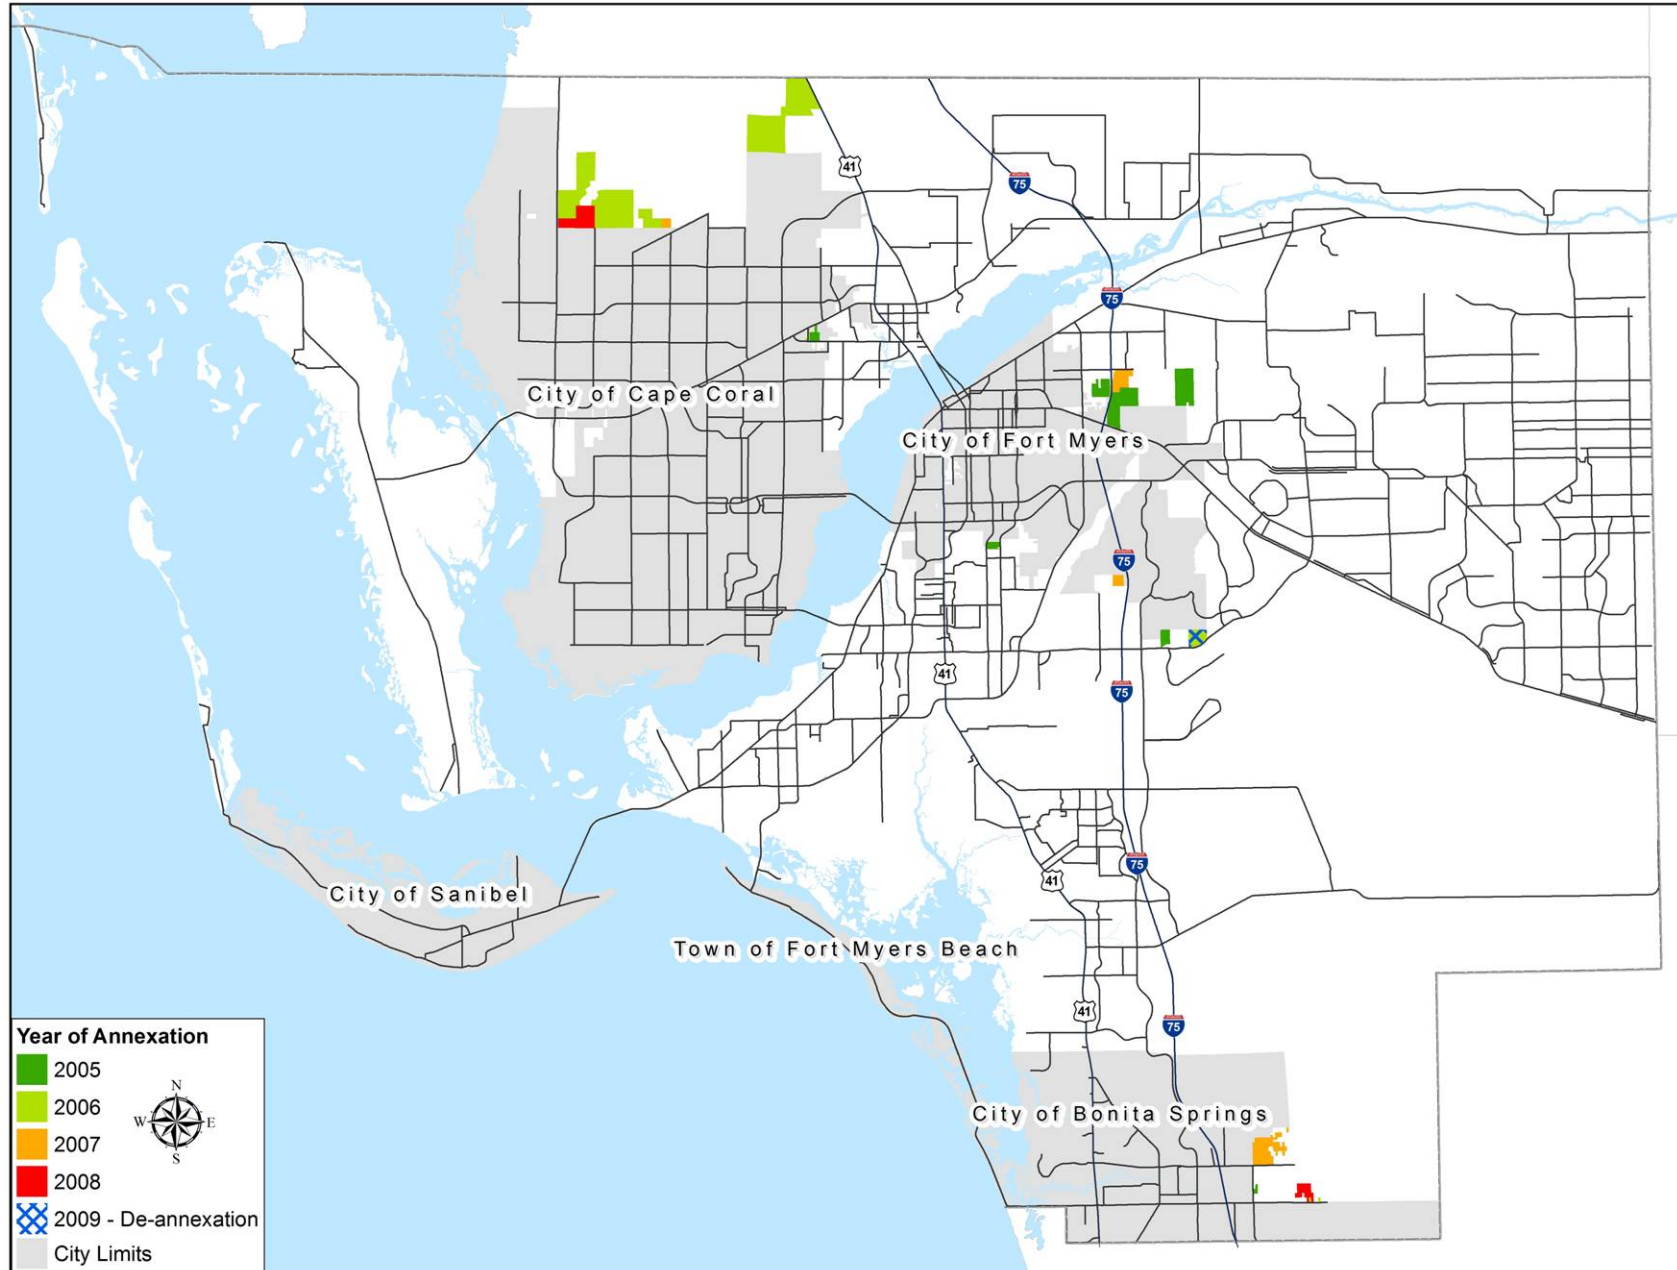 41
75
75
City of Cape Coral
City of Fort Myers
75
41
75
75
41
City of Sanibel
Town of Fort Myers Beach
41
75
City of Bonita Springs
Year of Annexation
2005
2006
2007
2008
2009 - De-annexation
City Limits
N
W E
S